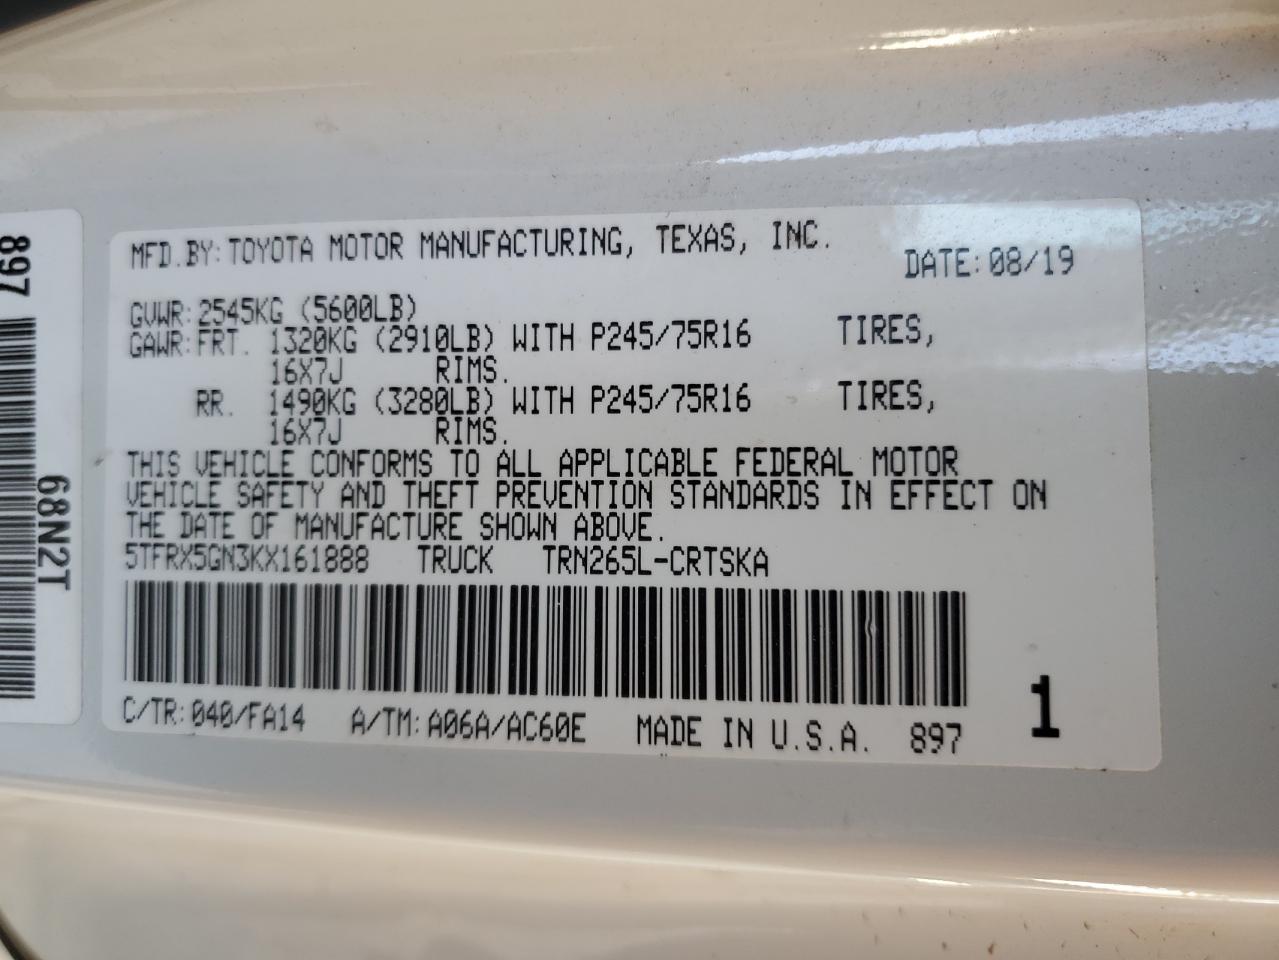 MFD.BY:TOYOTA MOTOR MANUFACTURING, TEXAS, INC.
DATE:08/19
GVWR:2545KG (5600LB)
GAWR:FRT. 1320KG (2910LB) WITH P245/75R16 TIRES,
16X7J RIMS.
RR. 1490KG (3280LB) WITH P245/75R16 TIRES,
16X7J RIMS.
THIS VEHICLE CONFORMS TO ALL APPLICABLE FEDERAL MOTOR
VEHICLE SAFETY AND THEFT PREVENTION STANDARDS IN EFFECT ON
THE DATE OF MANUFACTURE SHOWN ABOVE.
5TFRX5GN3KX161888 TRUCK TRN265L-CRTSKA
C/TR:040/FA14 A/TM:A06A/AC60E MADE IN U.S.A. 897 1
897
68N2T